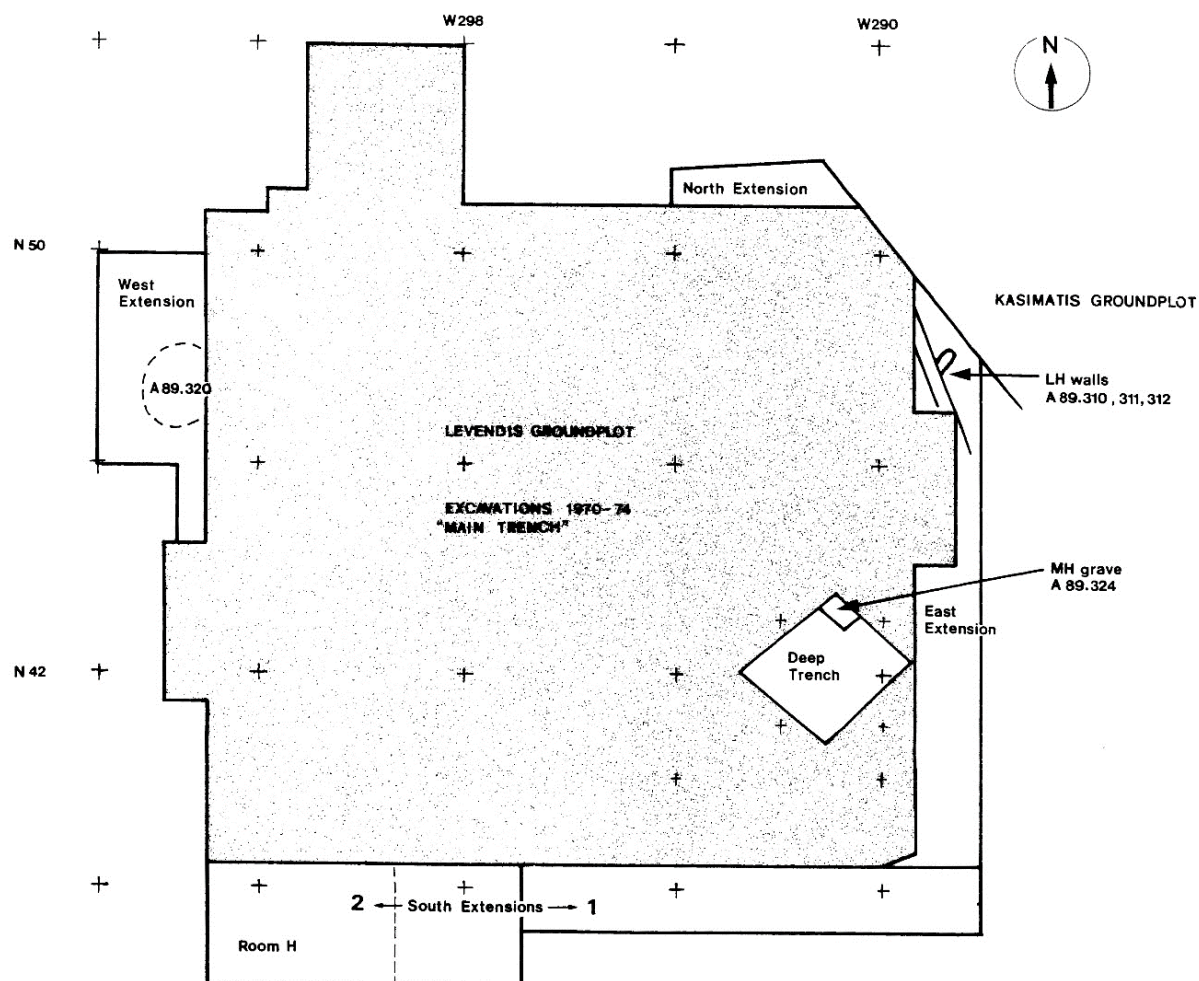 W298
W290
N
North Extension
N 50
West
Extension
KASIMATIS GROUNDPLOT
A 89.320
LH walls
A 89.310, 311, 312
LEVENDIS GROUNDPLOT
EXCAVATIONS 1970-74
"MAIN TRENCH"
MH grave
A 89.324
East
Extension
Deep
Trench
N 42
2 South Extensions 1
Room H